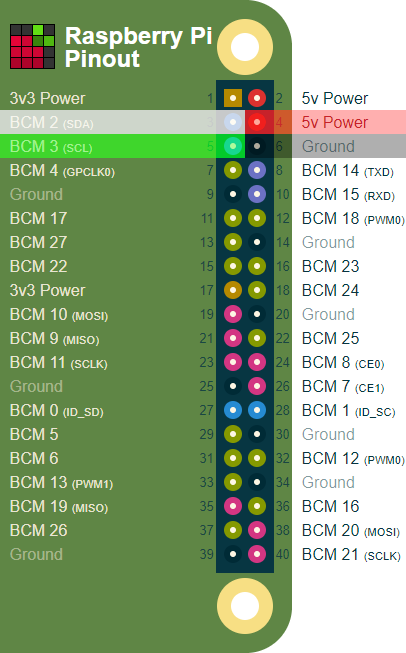 Raspberry Pi
Pinout
3v3 Power 1 2 5v Power
BCM 2 (SDA) 3 4 5v Power
BCM 3 (SCL) 5 6 Ground
BCM 4 (GPCLK0) 7 8 BCM 14 (TXD)
Ground 9 10 BCM 15 (RXD)
BCM 17 11 12 BCM 18 (PWM0)
BCM 27 13 14 Ground
BCM 22 15 16 BCM 23
3v3 Power 17 18 BCM 24
BCM 10 (MOSI) 19 20 Ground
BCM 9 (MISO) 21 22 BCM 25
BCM 11 (SCLK) 23 24 BCM 8 (CE0)
Ground 25 26 BCM 7 (CE1)
BCM 0 (ID_SD) 27 28 BCM 1 (ID_SC)
BCM 5 29 30 Ground
BCM 6 31 32 BCM 12 (PWM0)
BCM 13 (PWM1) 33 34 Ground
BCM 19 (MISO) 35 36 BCM 16
BCM 26 37 38 BCM 20 (MOSI)
Ground 39 40 BCM 21 (SCLK)